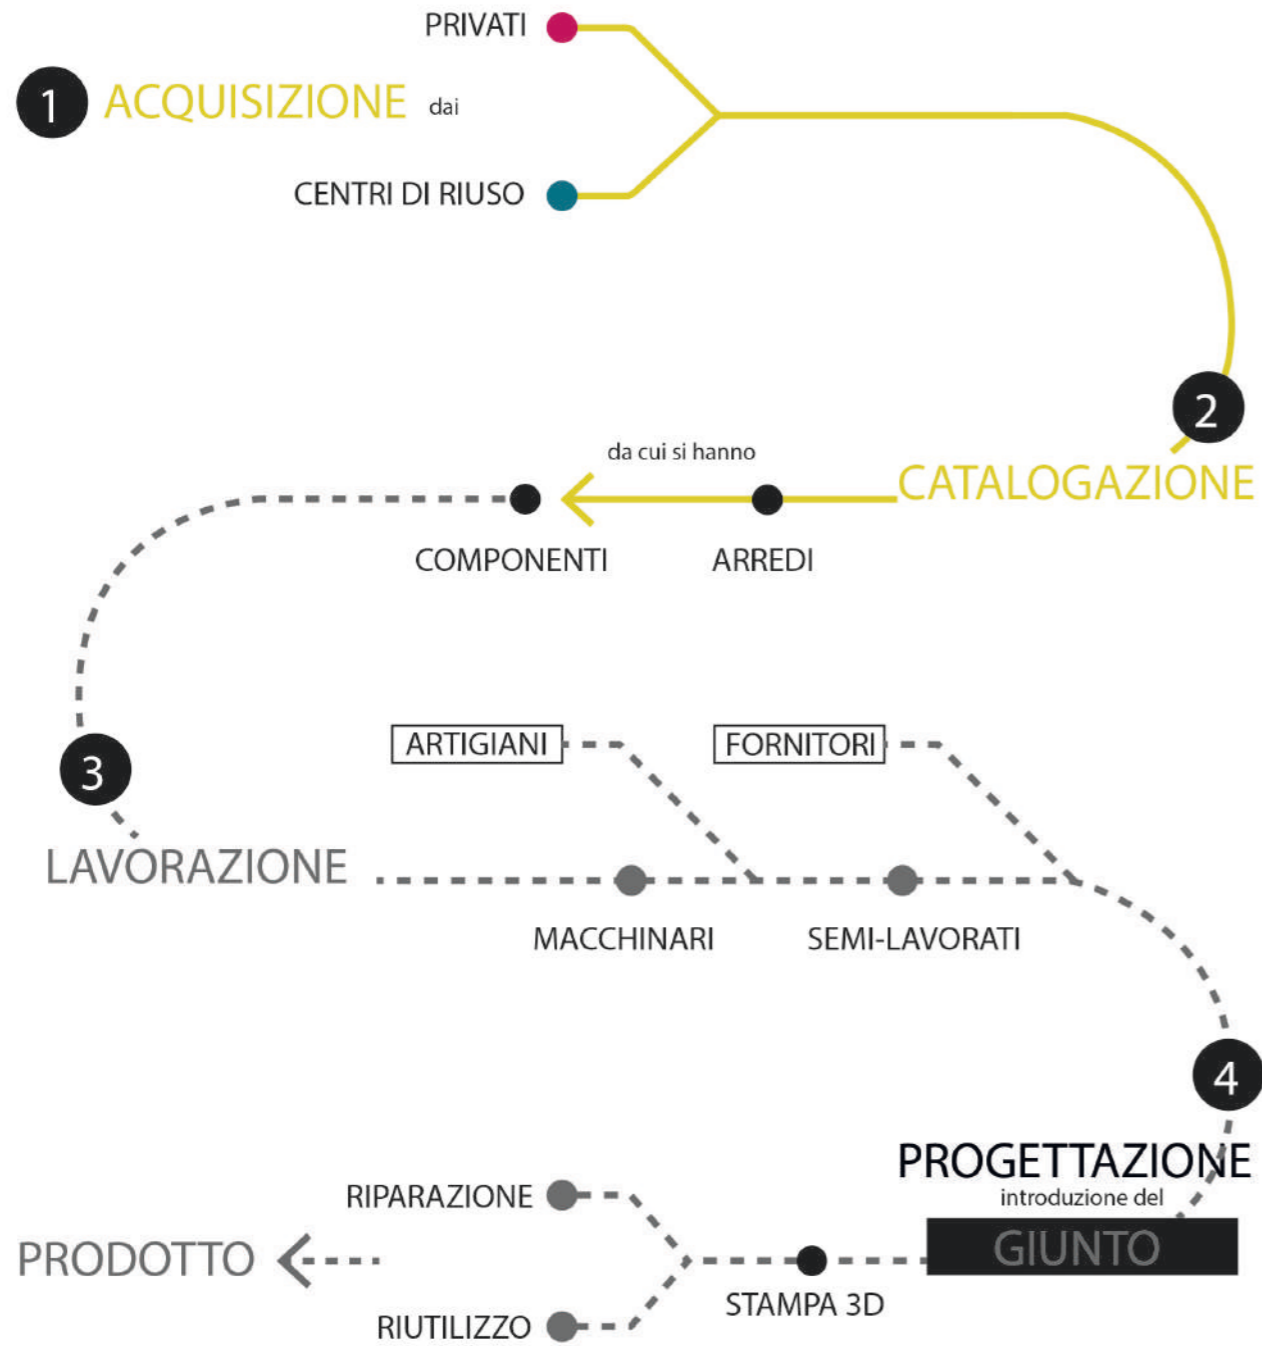 PRIVATI
1 ACQUISIZIONE dai
CENTRI DI RIUSO
2
CATALOGAZIONE
da cui si hanno
COMPONENTI ARREDI
3
LAVORAZIONE
ARTIGIANI FORNITORI
MACCHINARI SEMI-LAVORATI
4
PROGETTAZIONE
introduzione del
GIUNTO
STAMPA 3D
RIPARAZIONE
RIUTILIZZO
PRODOTTO